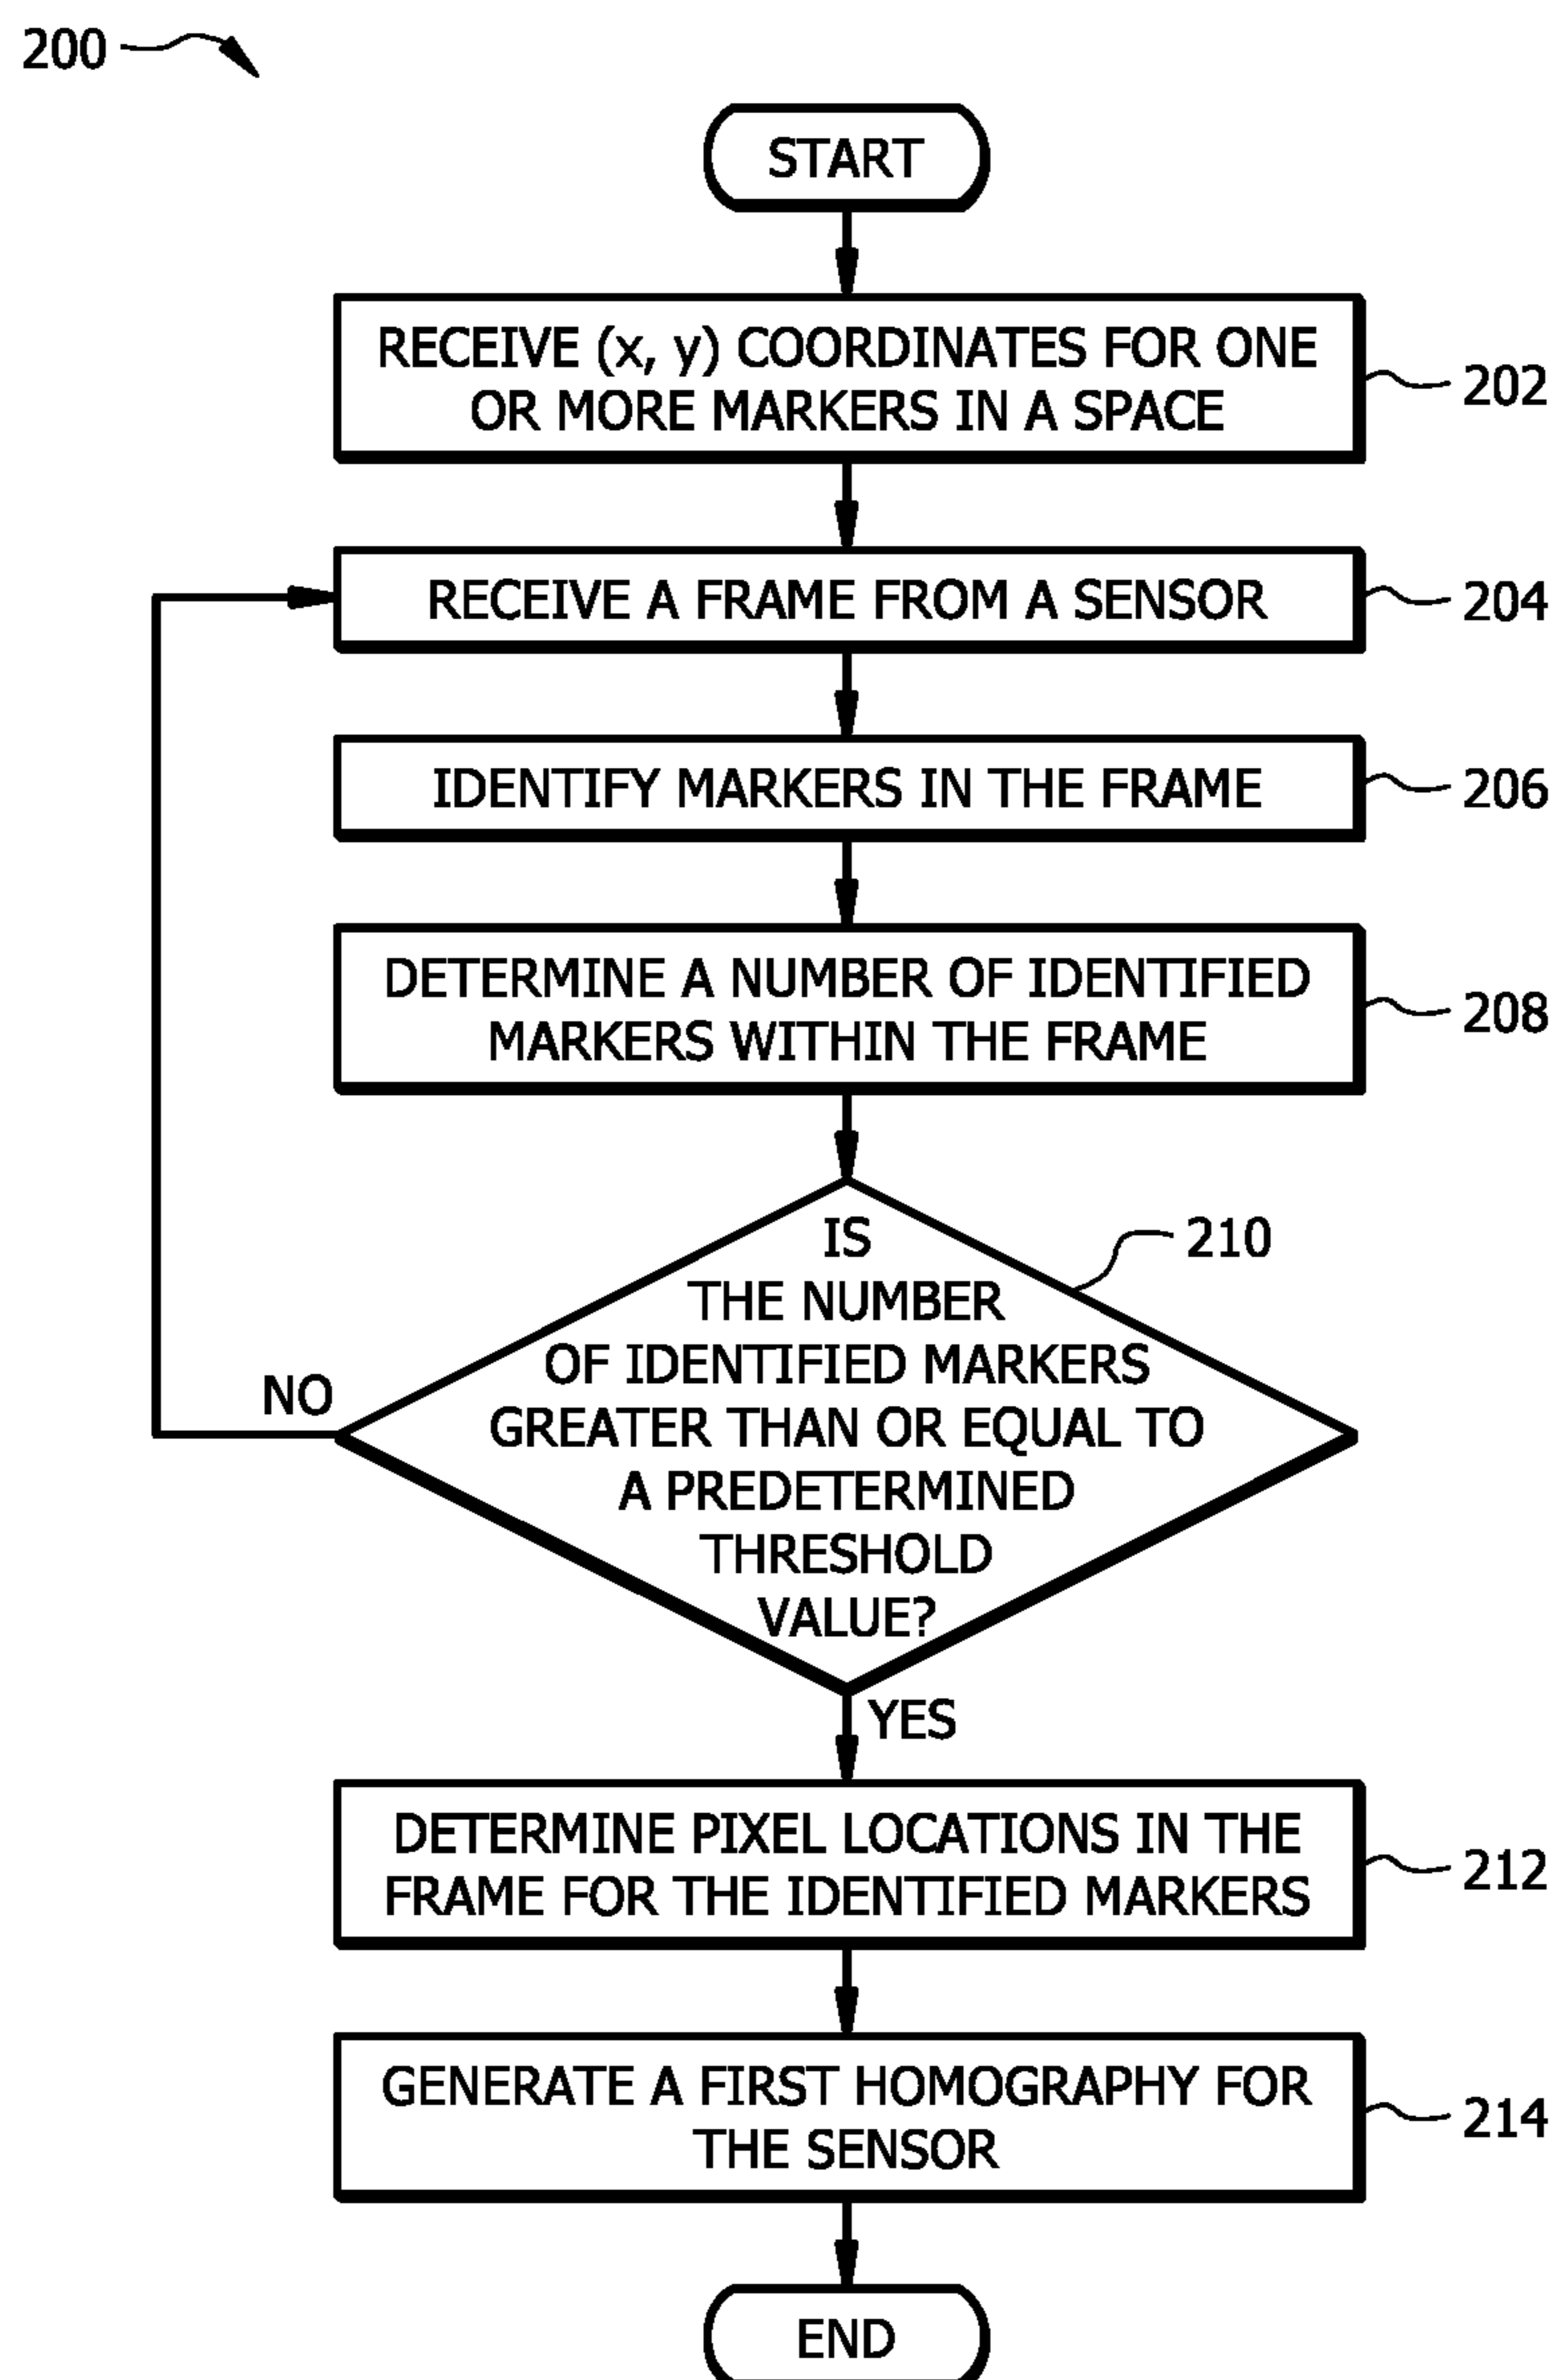 200
START
RECEIVE (x, y) COORDINATES FOR ONE
OR MORE MARKERS IN A SPACE
202
RECEIVE A FRAME FROM A SENSOR
204
IDENTIFY MARKERS IN THE FRAME
206
DETERMINE A NUMBER OF IDENTIFIED
MARKERS WITHIN THE FRAME
208
IS
THE NUMBER
OF IDENTIFIED MARKERS
GREATER THAN OR EQUAL TO
A PREDETERMINED
THRESHOLD
VALUE?
210
NO
YES
DETERMINE PIXEL LOCATIONS IN THE
FRAME FOR THE IDENTIFIED MARKERS
212
GENERATE A FIRST HOMOGRAPHY FOR
THE SENSOR
214
END